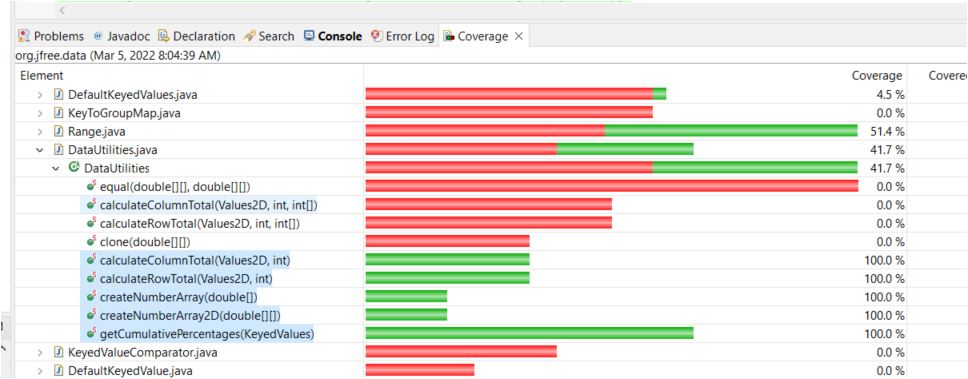 Problems Javadoc Declaration Search Console Error Log Coverage
org.jfree.data (Mar 5, 2022 8:04:39 AM)
Element Coverage Covered
DefaultKeyedValues.java 4.5 %
KeyToGroupMap.java 0.0 %
Range.java 51.4 %
DataUtilities.java 41.7 %
DataUtilities 41.7 %
equal(double[][], double[][]) 0.0 %
calculateColumnTotal(Values2D, int, int[]) 0.0 %
calculateRowTotal(Values2D, int, int[]) 0.0 %
clone(double[][]) 0.0 %
calculateColumnTotal(Values2D, int) 100.0 %
calculateRowTotal(Values2D, int) 100.0 %
createNumberArray(double[]) 100.0 %
createNumberArray2D(double[][]) 100.0 %
getCumulativePercentages(KeyedValues) 100.0 %
KeyedValueComparator.java 0.0 %
DefaultKeyedValue.java 0.0 %